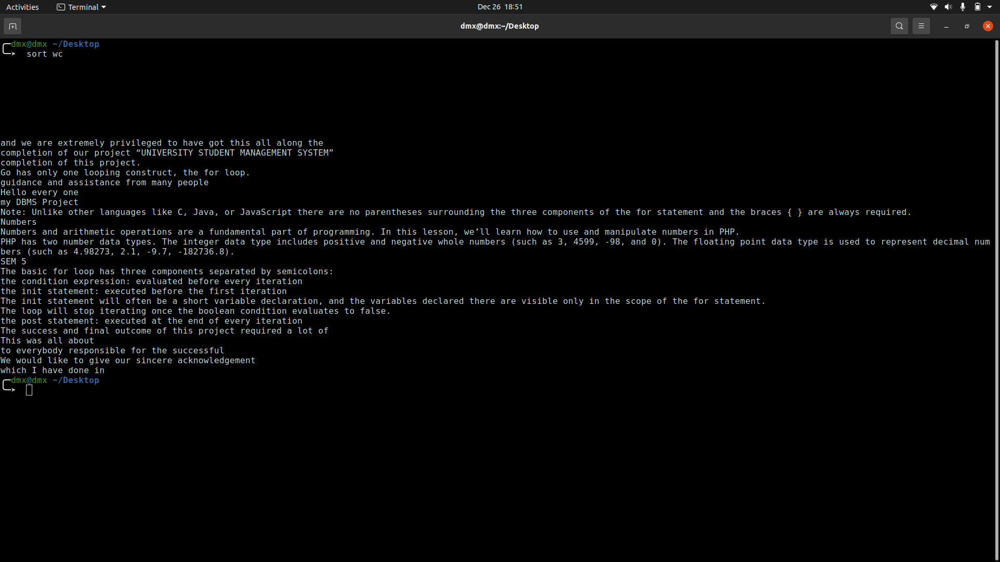 Activities Terminal Dec 26 18:51
dmx@dmx:~/Desktop
dmx@dmx ~/Desktop
sort wc
and we are extremely privileged to have got this all along the
completion of our project “UNIVERSITY STUDENT MANAGEMENT SYSTEM”
completion of this project.
Go has only one looping construct, the for loop.
guidance and assistance from many people
Hello every one
my DBMS Project
Note: Unlike other languages like C, Java, or JavaScript there are no parentheses surrounding the three components of the for statement and the braces { } are always required.
Numbers
Numbers and arithmetic operations are a fundamental part of programming. In this lesson, we’ll learn how to use and manipulate numbers in PHP.
PHP has two number data types. The integer data type includes positive and negative whole numbers (such as 3, 4599, -98, and 0). The floating point data type is used to represent decimal num
bers (such as 4.98273, 2.1, -9.7, -182736.8).
SEM 5
The basic for loop has three components separated by semicolons:
the condition expression: evaluated before every iteration
the init statement: executed before the first iteration
The init statement will often be a short variable declaration, and the variables declared there are visible only in the scope of the for statement.
The loop will stop iterating once the boolean condition evaluates to false.
the post statement: executed at the end of every iteration
The success and final outcome of this project required a lot of
This was all about
to everybody responsible for the successful
We would like to give our sincere acknowledgement
which I have done in
dmx@dmx ~/Desktop